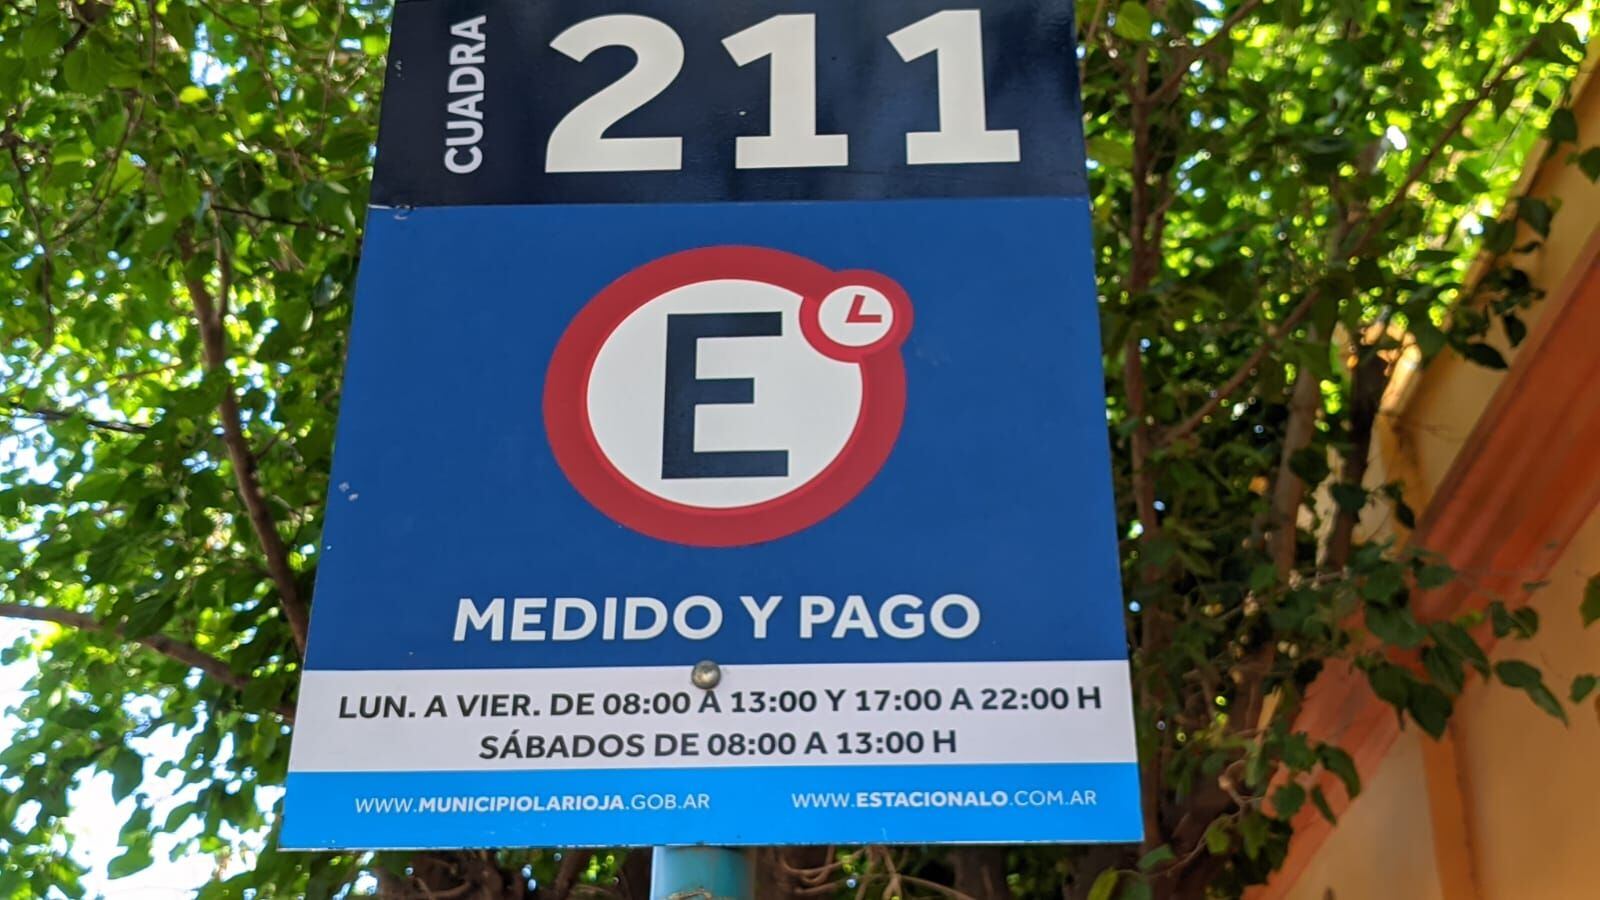 CUADRA 211
E
MEDIDO Y PAGO
LUN. A VIER. DE 08:00 A 13:00 Y 17:00 A 22:00 H
SÁBADOS DE 08:00 A 13:00 H
WWW.MUNICIPIOLARIOJA.GOB.AR WWW.ESTACIONALO.COM.AR